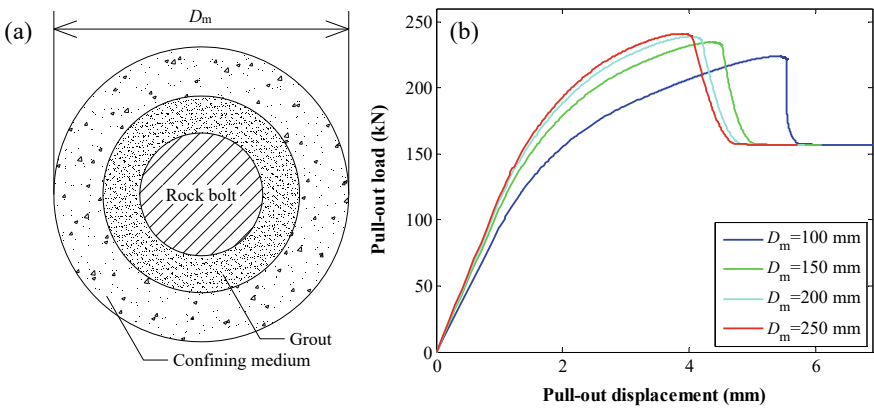 (a)
Dm
Rock bolt
Grout
Confining medium
(b)
Pull-out load (kN)
250
200
150
100
50
0
0
2
4
6
Pull-out displacement (mm)
Dm=100 mm
Dm=150 mm
Dm=200 mm
Dm=250 mm